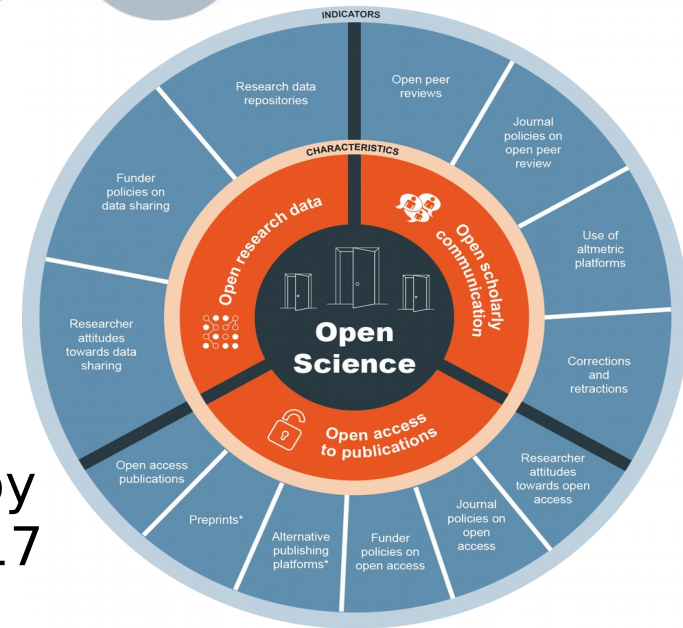 INDICATORS
Open peer
reviews
Journal
policies on
open peer
review
Use of
altmetric
platforms
Corrections
and
retractions
Researcher
attitudes
towards open
access
Journal
policies on
open
access
Funder
policies on
open access
Alternative
publishing
platforms*
Preprints*
Open access
publications
Researcher
attitudes
towards data
sharing
Funder
policies on
data sharing
Research data
repositories
CHARACTERISTICS
Open research data
Open scholarly
communication
Open access
to publications
Open
Science
17